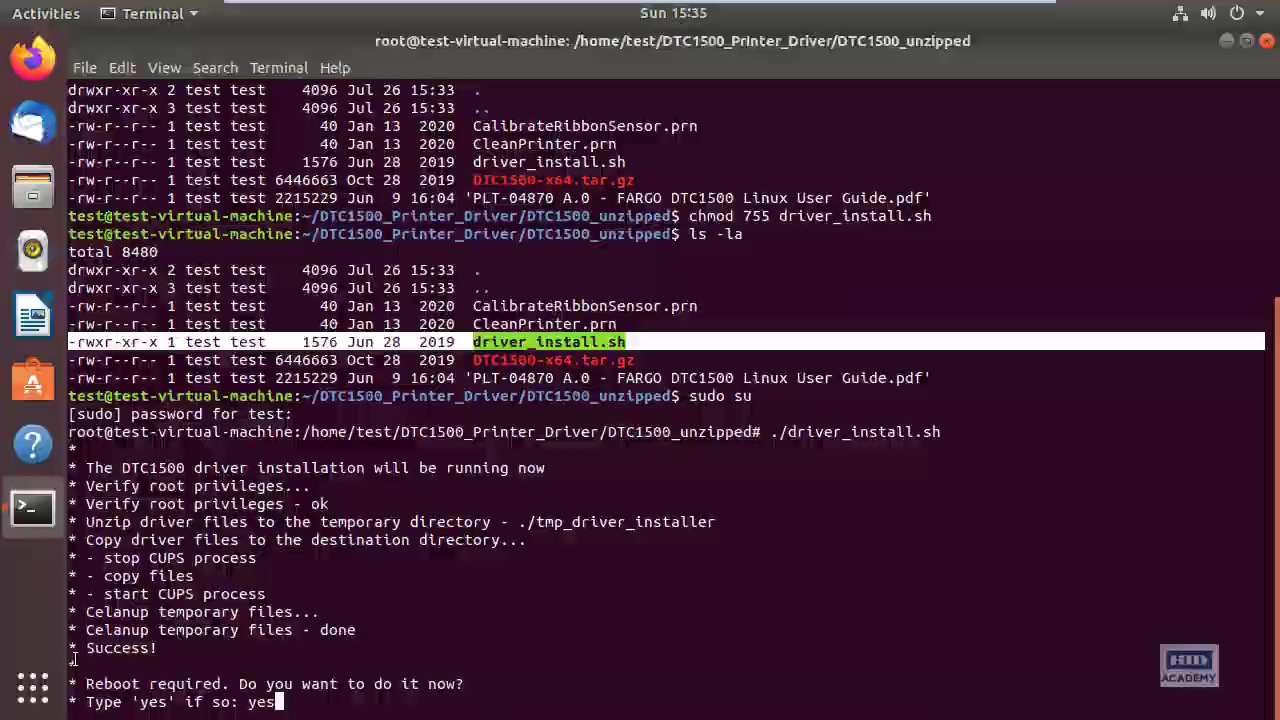 Activities Terminal Sun 15:35
root@test-virtual-machine: /home/test/DTC1500_Printer_Driver/DTC1500_unzipped
File Edit View Search Terminal Help
drwxr-xr-x 2 test test    4096 Jul 26 15:33 .
drwxr-xr-x 3 test test    4096 Jul 26 15:33 ..
-rw-r--r-- 1 test test      40 Jan 13  2020 CalibrateRibbonSensor.prn
-rw-r--r-- 1 test test      40 Jan 13  2020 CleanPrinter.prn
-rw-r--r-- 1 test test    1576 Jun 28  2019 driver_install.sh
-rw-r--r-- 1 test test 6446663 Oct 28  2019 DTC1500-x64.tar.gz
-rw-r--r-- 1 test test 2215229 Jun  9 16:04 'PLT-04870 A.0 - FARGO DTC1500 Linux User Guide.pdf'
test@test-virtual-machine:~/DTC1500_Printer_Driver/DTC1500_unzipped$ chmod 755 driver_install.sh
test@test-virtual-machine:~/DTC1500_Printer_Driver/DTC1500_unzipped$ ls -la
total 8480
drwxr-xr-x 2 test test    4096 Jul 26 15:33 .
drwxr-xr-x 3 test test    4096 Jul 26 15:33 ..
-rw-r--r-- 1 test test      40 Jan 13  2020 CalibrateRibbonSensor.prn
-rw-r--r-- 1 test test      40 Jan 13  2020 CleanPrinter.prn
-rwxr-xr-x 1 test test    1576 Jun 28  2019 driver_install.sh
-rw-r--r-- 1 test test 6446663 Oct 28  2019 DTC1500-x64.tar.gz
-rw-r--r-- 1 test test 2215229 Jun  9 16:04 'PLT-04870 A.0 - FARGO DTC1500 Linux User Guide.pdf'
test@test-virtual-machine:~/DTC1500_Printer_Driver/DTC1500_unzipped$ sudo su
[sudo] password for test:
root@test-virtual-machine:/home/test/DTC1500_Printer_Driver/DTC1500_unzipped# ./driver_install.sh
*
* The DTC1500 driver installation will be running now
* Verify root privileges...
* Verify root privileges - ok
* Unzip driver files to the temporary directory - ./tmp_driver_installer
* Copy driver files to the destination directory...
* - stop CUPS process
* - copy files
* - start CUPS process
* Celanup temporary files...
* Celanup temporary files - done
* Success!
*
* Reboot required. Do you want to do it now?
* Type 'yes' if so: yes
HID
ACADEMY